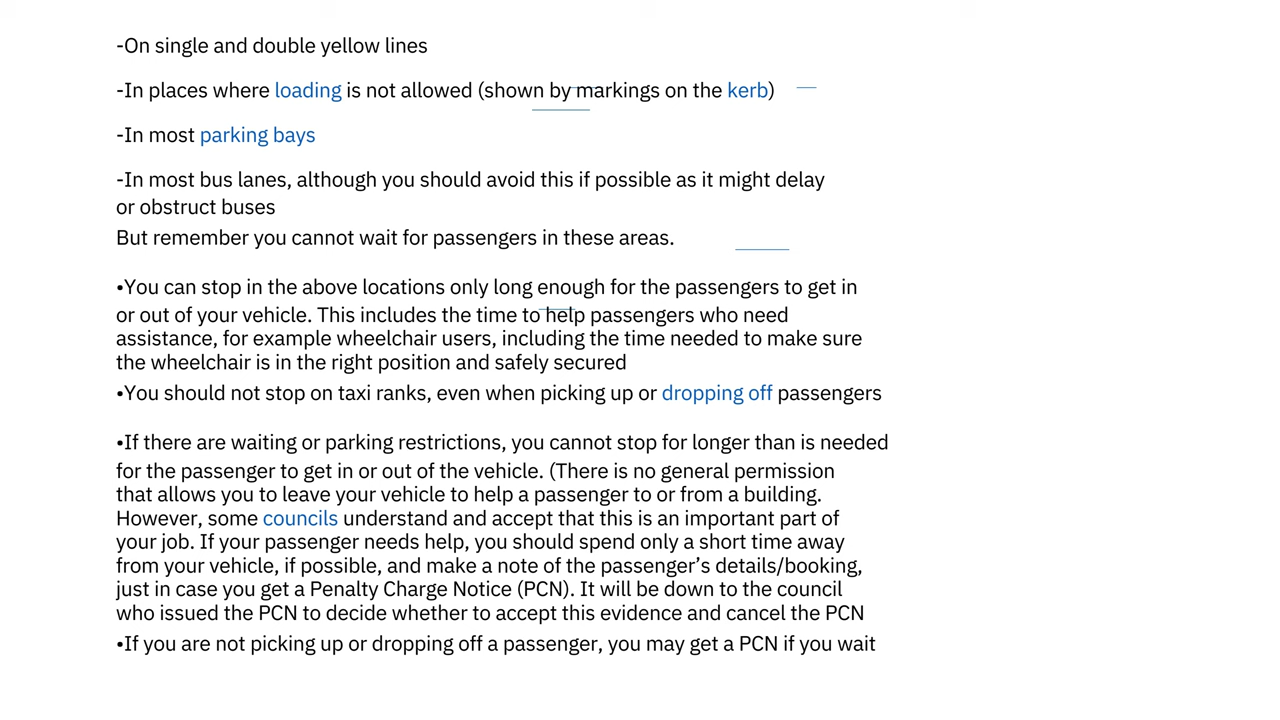 -On single and double yellow lines
-In places where loading is not allowed (shown by markings on the kerb)
-In most parking bays
-In most bus lanes, although you should avoid this if possible as it might delay
or obstruct buses
But remember you cannot wait for passengers in these areas.
•You can stop in the above locations only long enough for the passengers to get in
or out of your vehicle. This includes the time to help passengers who need
assistance, for example wheelchair users, including the time needed to make sure
the wheelchair is in the right position and safely secured
•You should not stop on taxi ranks, even when picking up or dropping off passengers
•If there are waiting or parking restrictions, you cannot stop for longer than is needed
for the passenger to get in or out of the vehicle. (There is no general permission
that allows you to leave your vehicle to help a passenger to or from a building.
However, some councils understand and accept that this is an important part of
your job. If your passenger needs help, you should spend only a short time away
from your vehicle, if possible, and make a note of the passenger’s details/booking,
just in case you get a Penalty Charge Notice (PCN). It will be down to the council
who issued the PCN to decide whether to accept this evidence and cancel the PCN
•If you are not picking up or dropping off a passenger, you may get a PCN if you wait